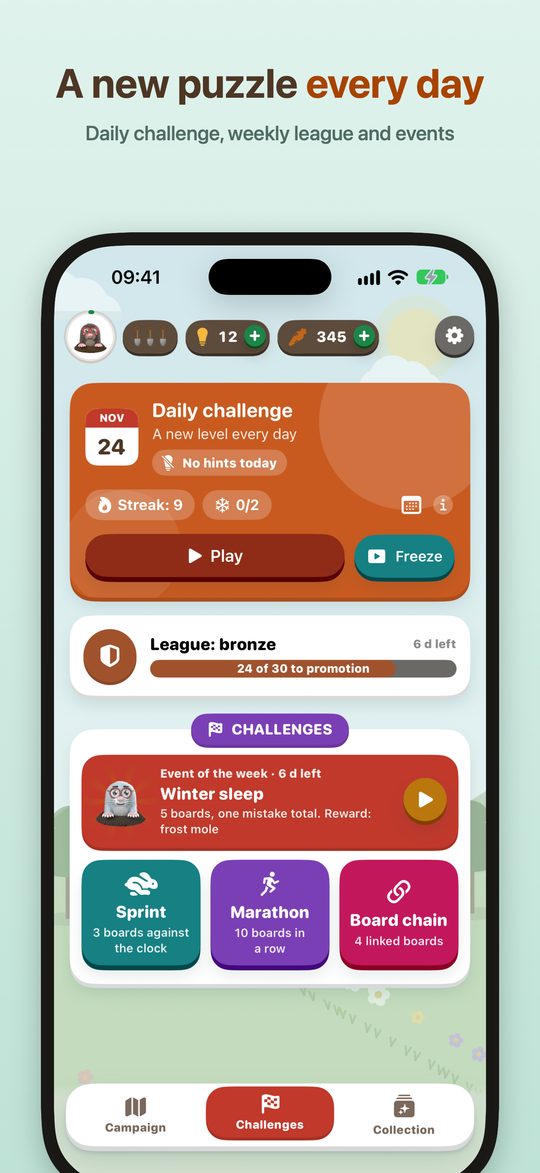 A new puzzle every day
Daily challenge, weekly league and events
09:41
12
345
NOV
24
Daily challenge
A new level every day
No hints today
Streak: 9
0/2
Play
Freeze
League: bronze
6 d left
24 of 30 to promotion
CHALLENGES
Event of the week · 6 d left
Winter sleep
5 boards, one mistake total. Reward:
frost mole
Sprint
3 boards against
the clock
Marathon
10 boards in
a row
Board chain
4 linked boards
Campaign
Challenges
Collection